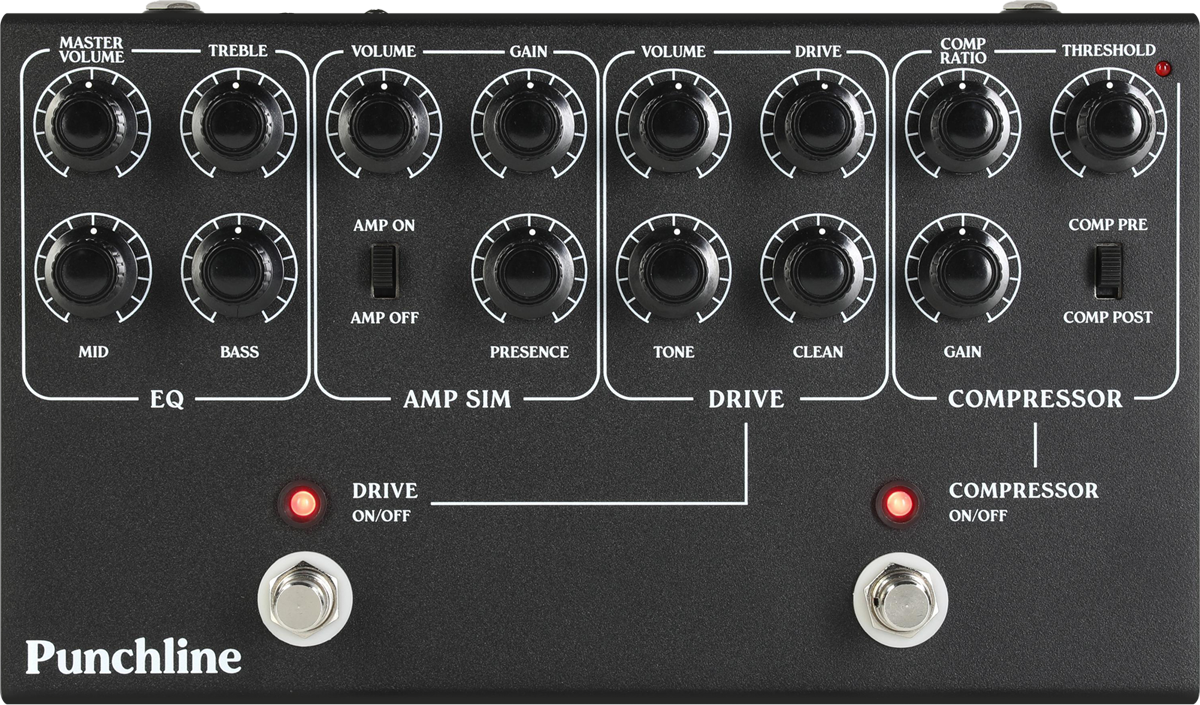 MASTER
VOLUME
TREBLE
MID
BASS
EQ
VOLUME
GAIN
AMP ON
AMP OFF
PRESENCE
AMP SIM
VOLUME
DRIVE
TONE
CLEAN
DRIVE
COMP
RATIO
THRESHOLD
GAIN
COMP PRE
COMP POST
COMPRESSOR
DRIVE
ON/OFF
COMPRESSOR
ON/OFF
Punchline